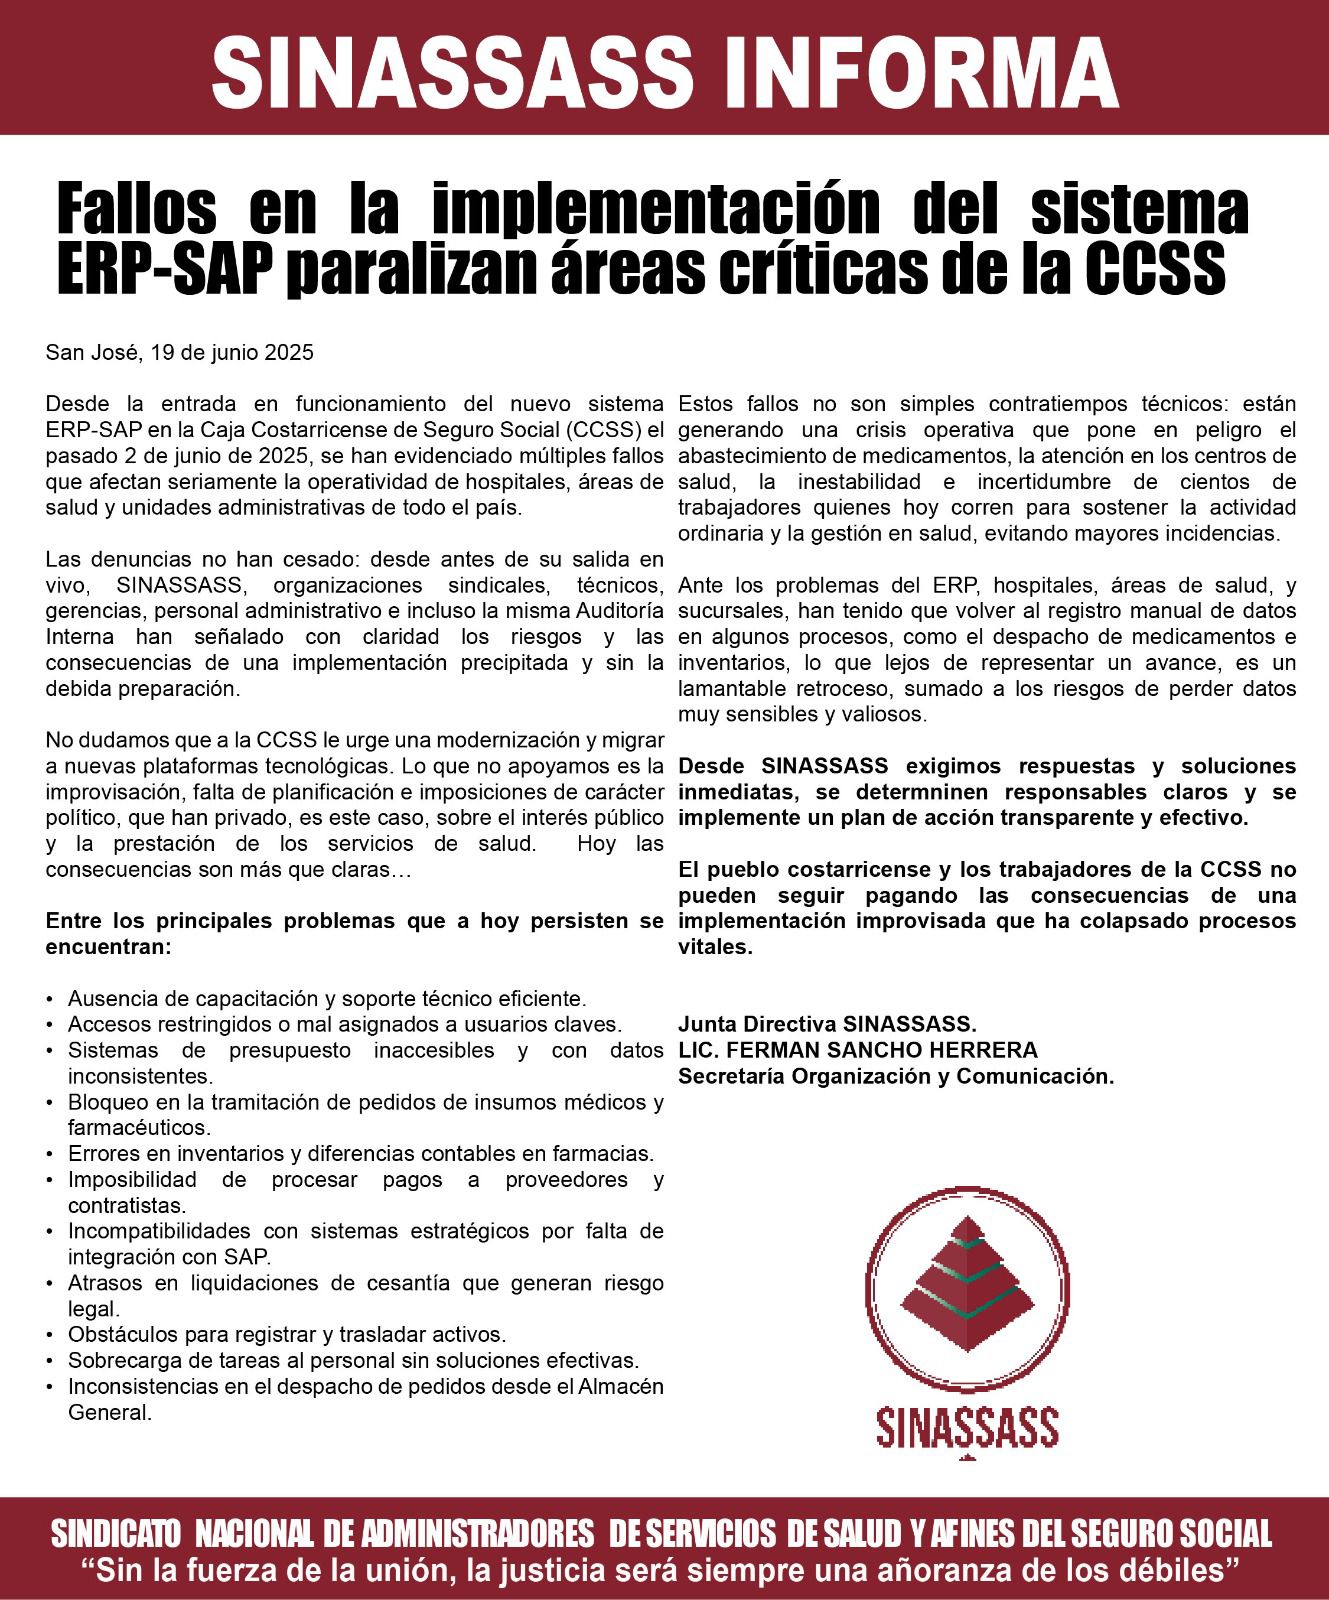 SINASSASS INFORMA
Fallos en la implementación del sistema
ERP-SAP paralizan áreas críticas de la CCSS
San José, 19 de junio 2025
Desde la entrada en funcionamiento del nuevo sistema
ERP-SAP en la Caja Costarricense de Seguro Social (CCSS) el
pasado 2 de junio de 2025, se han evidenciado múltiples fallos
que afectan seriamente la operatividad de hospitales, áreas de
salud y unidades administrativas de todo el país.
Las denuncias no han cesado: desde antes de su salida en
vivo, SINASSASS, organizaciones sindicales, técnicos,
gerencias, personal administrativo e incluso la misma Auditoría
Interna han señalado con claridad los riesgos y las
consecuencias de una implementación precipitada y sin la
debida preparación.
No dudamos que a la CCSS le urge una modernización y migrar
a nuevas plataformas tecnológicas. Lo que no apoyamos es la
improvisación, falta de planificación e imposiciones de carácter
político, que han privado, es este caso, sobre el interés público
y la prestación de los servicios de salud. Hoy las
consecuencias son más que claras…
Entre los principales problemas que a hoy persisten se
encuentran:
• Ausencia de capacitación y soporte técnico eficiente.
• Accesos restringidos o mal asignados a usuarios claves.
• Sistemas de presupuesto inaccesibles y con datos
inconsistentes.
• Bloqueo en la tramitación de pedidos de insumos médicos y
farmacéuticos.
• Errores en inventarios y diferencias contables en farmacias.
• Imposibilidad de procesar pagos a proveedores y
contratistas.
• Incompatibilidades con sistemas estratégicos por falta de
integración con SAP.
• Atrasos en liquidaciones de cesantía que generan riesgo
legal.
• Obstáculos para registrar y trasladar activos.
• Sobrecarga de tareas al personal sin soluciones efectivas.
• Inconsistencias en el despacho de pedidos desde el Almacén
General.
Estos fallos no son simples contratiempos técnicos: están
generando una crisis operativa que pone en peligro el
abastecimiento de medicamentos, la atención en los centros de
salud, la inestabilidad e incertidumbre de cientos de
trabajadores quienes hoy corren para sostener la actividad
ordinaria y la gestión en salud, evitando mayores incidencias.
Ante los problemas del ERP, hospitales, áreas de salud, y
sucursales, han tenido que volver al registro manual de datos
en algunos procesos, como el despacho de medicamentos e
inventarios, lo que lejos de representar un avance, es un
lamantable retroceso, sumado a los riesgos de perder datos
muy sensibles y valiosos.
Desde SINASSASS exigimos respuestas y soluciones
inmediatas, se determninen responsables claros y se
implemente un plan de acción transparente y efectivo.
El pueblo costarricense y los trabajadores de la CCSS no
pueden seguir pagando las consecuencias de una
implementación improvisada que ha colapsado procesos
vitales.
Junta Directiva SINASSASS.
LIC. FERMAN SANCHO HERRERA
Secretaría Organización y Comunicación.
SINASSASS
SINDICATO NACIONAL DE ADMINISTRADORES DE SERVICIOS DE SALUD Y AFINES DEL SEGURO SOCIAL
“Sin la fuerza de la unión, la justicia será siempre una añoranza de los débiles”